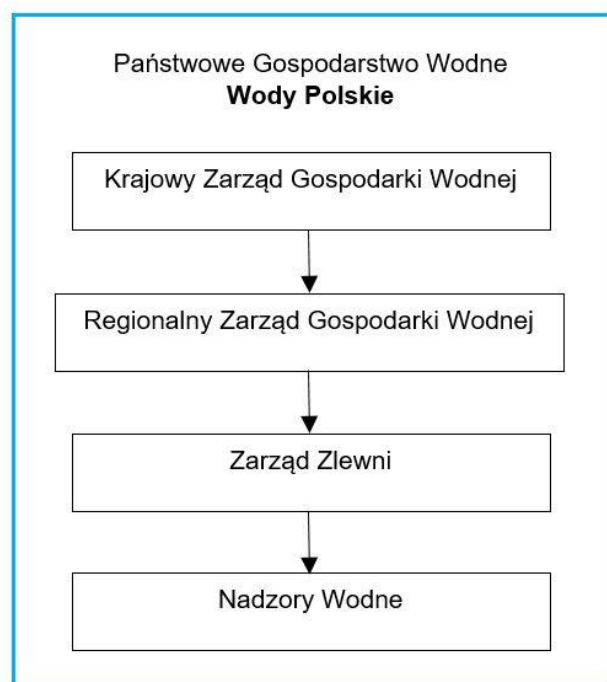 Państwowe Gospodarstwo Wodne
Wody Polskie
Krajowy Zarząd Gospodarki Wodnej
Regionalny Zarząd Gospodarki Wodnej
Zarząd Zlewni
Nadzory Wodne